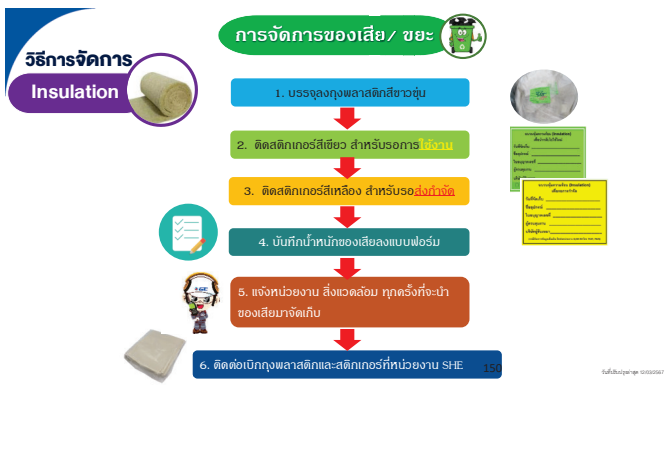 การจัดการของเสีย/ ขยะ
วิธีการจัดการ
Insulation
1. บรรจุลงถุงพลาสติกสีขาวขุ่น
2. ติดสติกเกอร์สีเขียว สำหรับรอการใช้งาน
3. ติดสติกเกอร์สีเหลือง สำหรับรอส่งกำจัด
4. บันทึกน้ำหนักของเสียลงแบบฟอร์ม
5. แจ้งหน่วยงาน สิ่งแวดล้อม ทุกครั้งที่จะนำ
ของเสียมาจัดเก็บ
6. ติดต่อเบิกถุงพลาสติกและสติกเกอร์ที่หน่วยงาน SHE
150